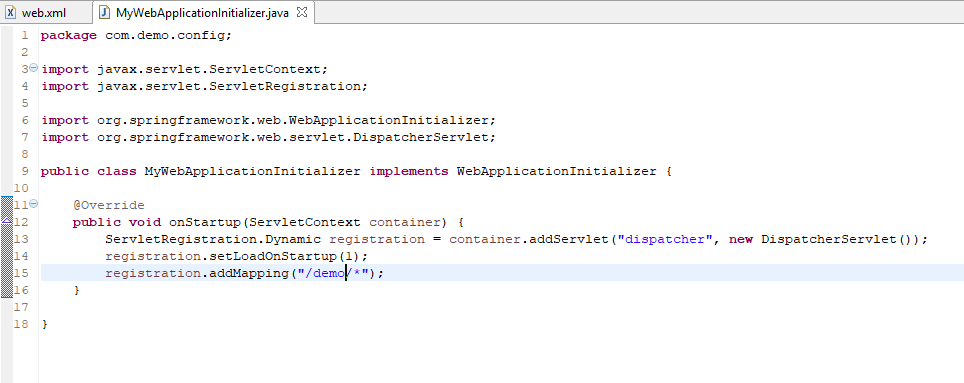 web.xml MyWebApplicationInitializer.java
1 package com.demo.config;
2
3 import javax.servlet.ServletContext;
4 import javax.servlet.ServletRegistration;
5
6 import org.springframework.web.WebApplicationInitializer;
7 import org.springframework.web.servlet.DispatcherServlet;
8
9 public class MyWebApplicationInitializer implements WebApplicationInitializer {
10
11     @Override
12     public void onStartup(ServletContext container) {
13         ServletRegistration.Dynamic registration = container.addServlet("dispatcher", new DispatcherServlet());
14         registration.setLoadOnStartup(1);
15         registration.addMapping("/demo/*");
16     }
17
18 }